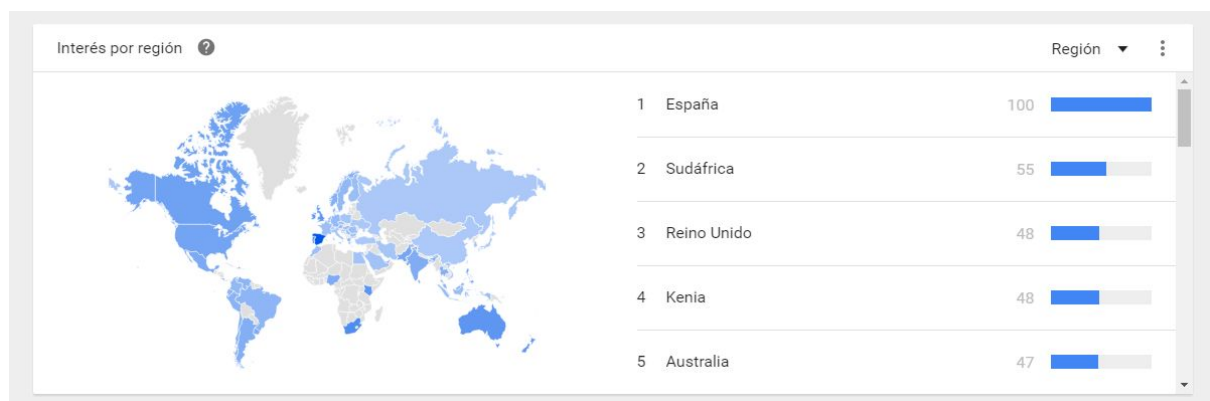 Interés por región
Región
1 España 100
2 Sudáfrica 55
3 Reino Unido 48
4 Kenia 48
5 Australia 47